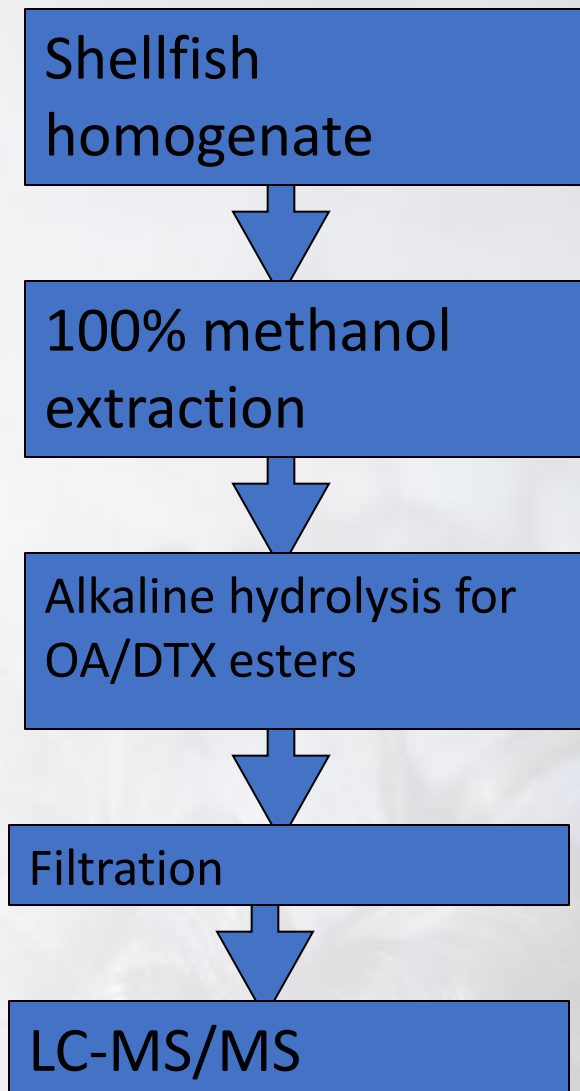 Shellfish
homogenate
100% methanol
extraction
Alkaline hydrolysis for
OA/DTX esters
Filtration
LC-MS/MS